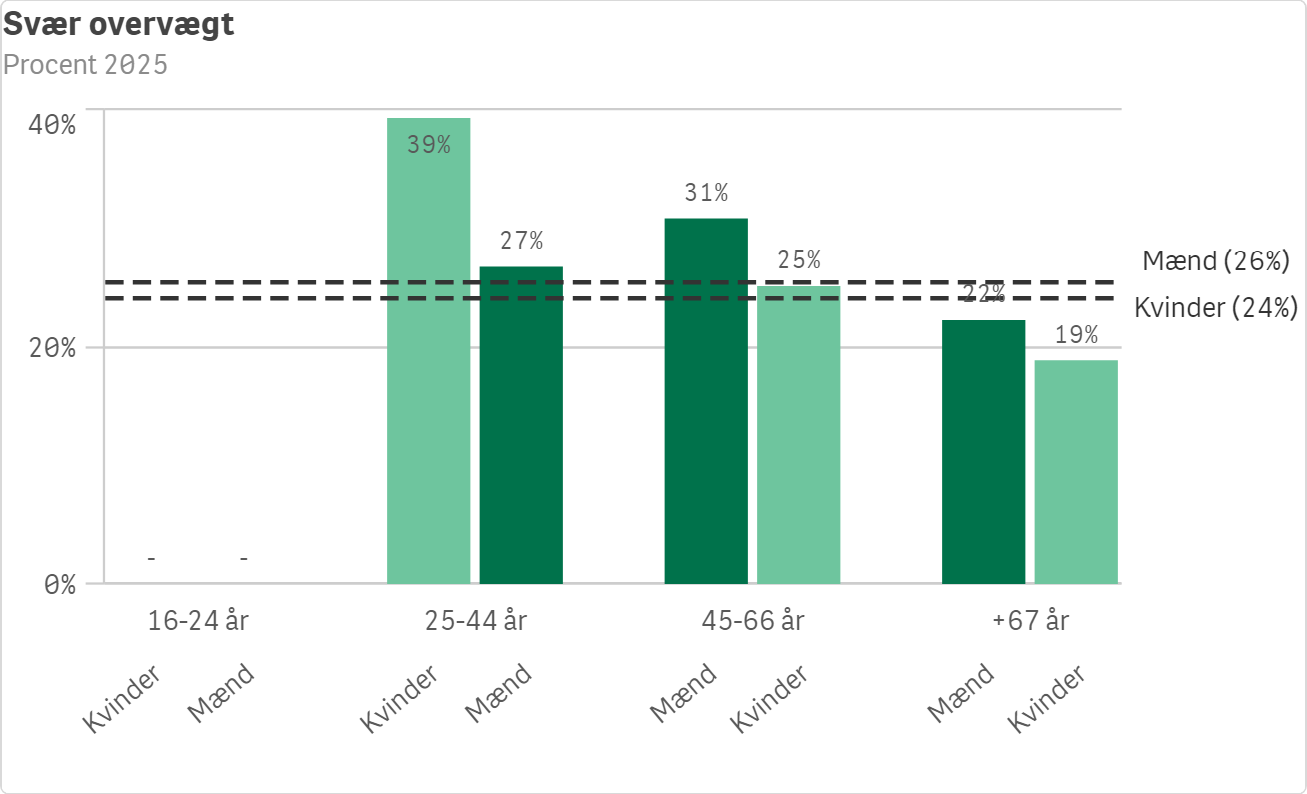 Svær overvægt
Procent 2025
40%
39%
31%
27%
25%
Mænd (26%)
22%
Kvinder (24%)
19%
20%
- -
0%
16-24 år 25-44 år 45-66 år +67 år
Kvinder Mænd Kvinder Mænd Mænd Kvinder Mænd Kvinder